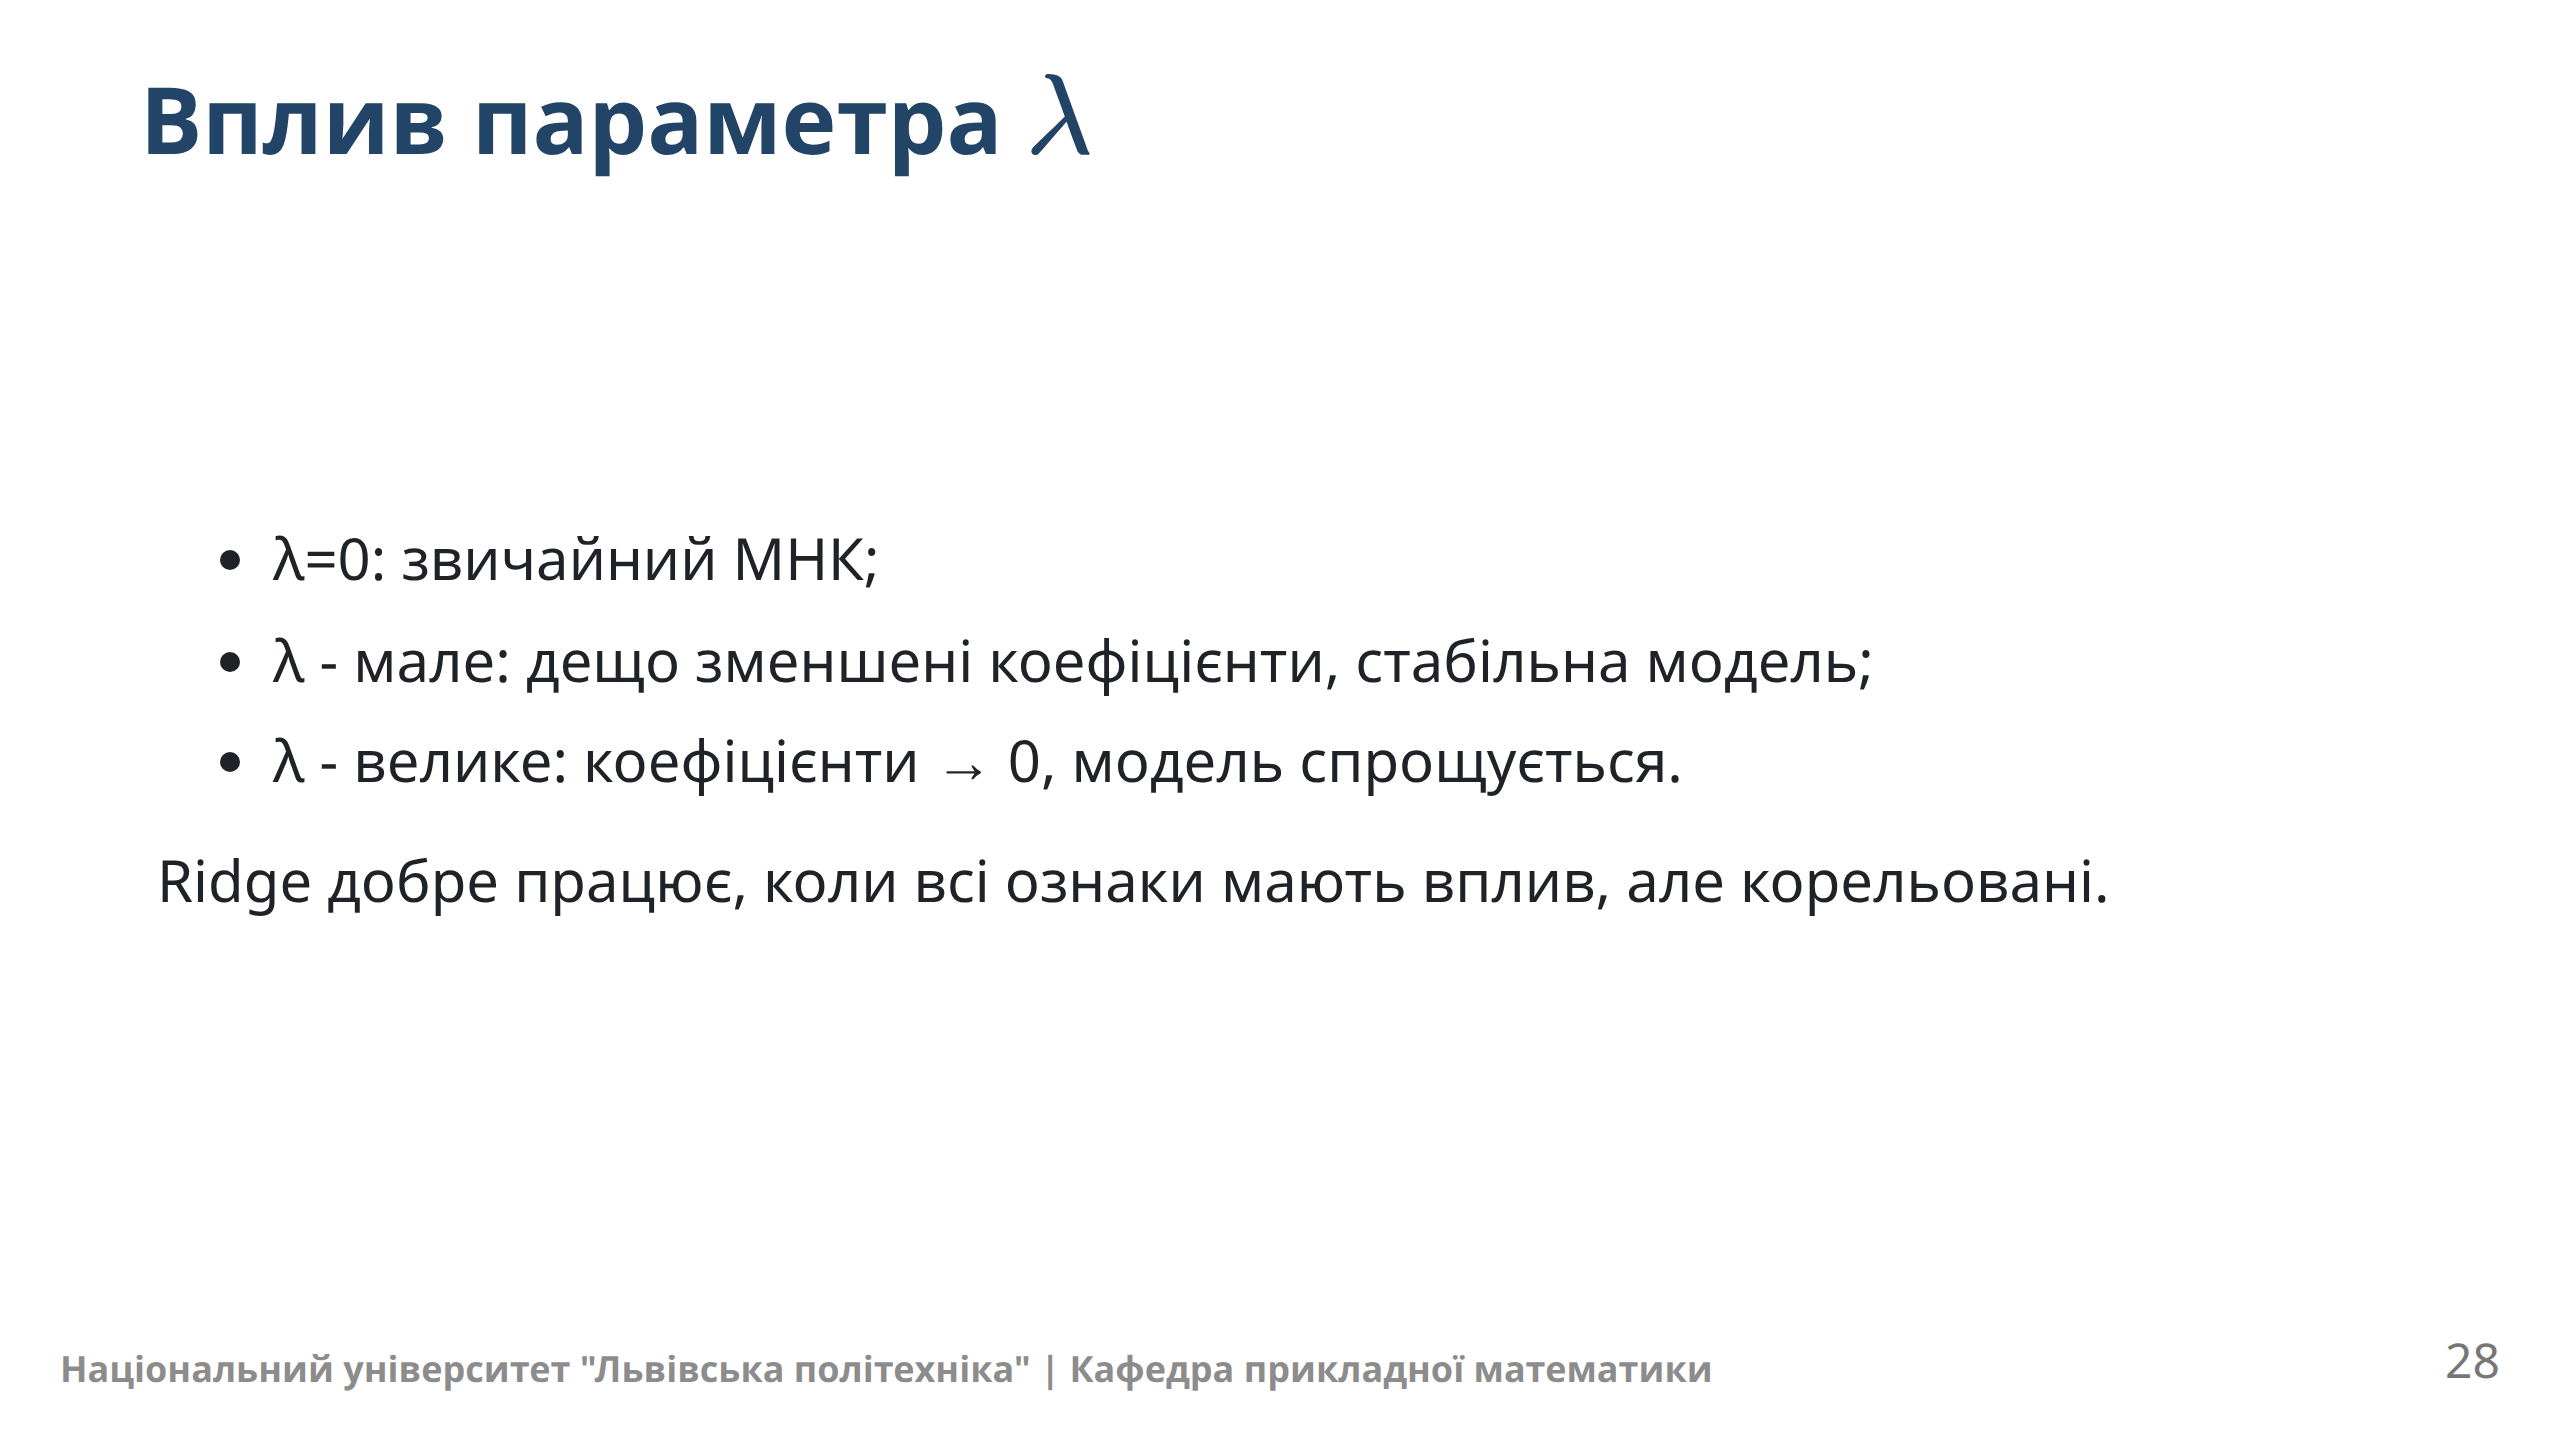 Вплив параметра λ
• λ=0: звичайний МНК;
• λ - мале: дещо зменшені коефіцієнти, стабільна модель;
• λ - велике: коефіцієнти → 0, модель спрощується.
Ridge добре працює, коли всі ознаки мають вплив, але корельовані.
Національний університет "Львівська політехніка" | Кафедра прикладної математики
28